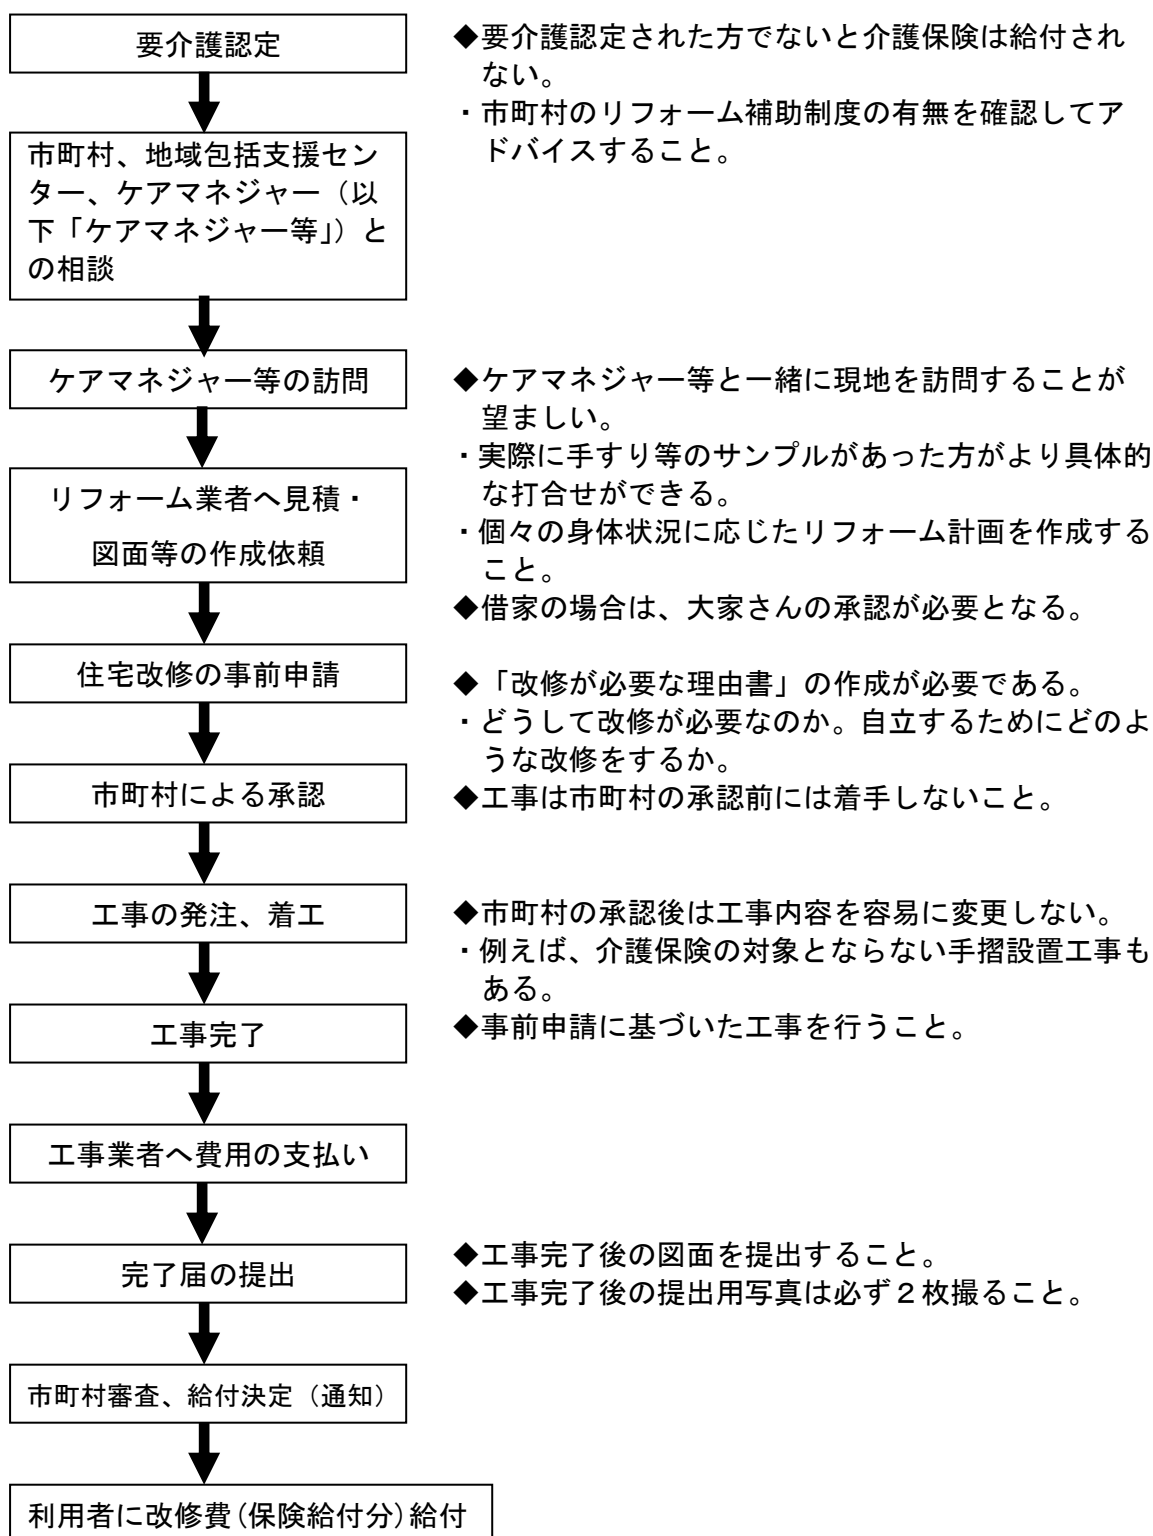 要介護認定
◆要介護認定された方でないと介護保険は給付され
ない。
・市町村のリフォーム補助制度の有無を確認してア
ドバイスすること。
市町村、地域包括支援セン
ター、ケアマネジャー（以
下「ケアマネジャー等」）と
の相談
ケアマネジャー等の訪問
◆ケアマネジャー等と一緒に現地を訪問することが
望ましい。
・実際に手すり等のサンプルがあった方がより具体的
な打合せができる。
・個々の身体状況に応じたリフォーム計画を作成する
こと。
◆借家の場合は、大家さんの承認が必要となる。
リフォーム業者へ見積・
図面等の作成依頼
住宅改修の事前申請
◆「改修が必要な理由書」の作成が必要である。
・どうして改修が必要なのか。自立するためにどのよ
うな改修をするか。
◆工事は市町村の承認前には着手しないこと。
市町村による承認
工事の発注、着工
◆市町村の承認後は工事内容を容易に変更しない。
・例えば、介護保険の対象とならない手摺設置工事も
ある。
◆事前申請に基づいた工事を行うこと。
工事完了
工事業者へ費用の支払い
完了届の提出
◆工事完了後の図面を提出すること。
◆工事完了後の提出用写真は必ず２枚撮ること。
市町村審査、給付決定（通知）
利用者に改修費(保険給付分)給付